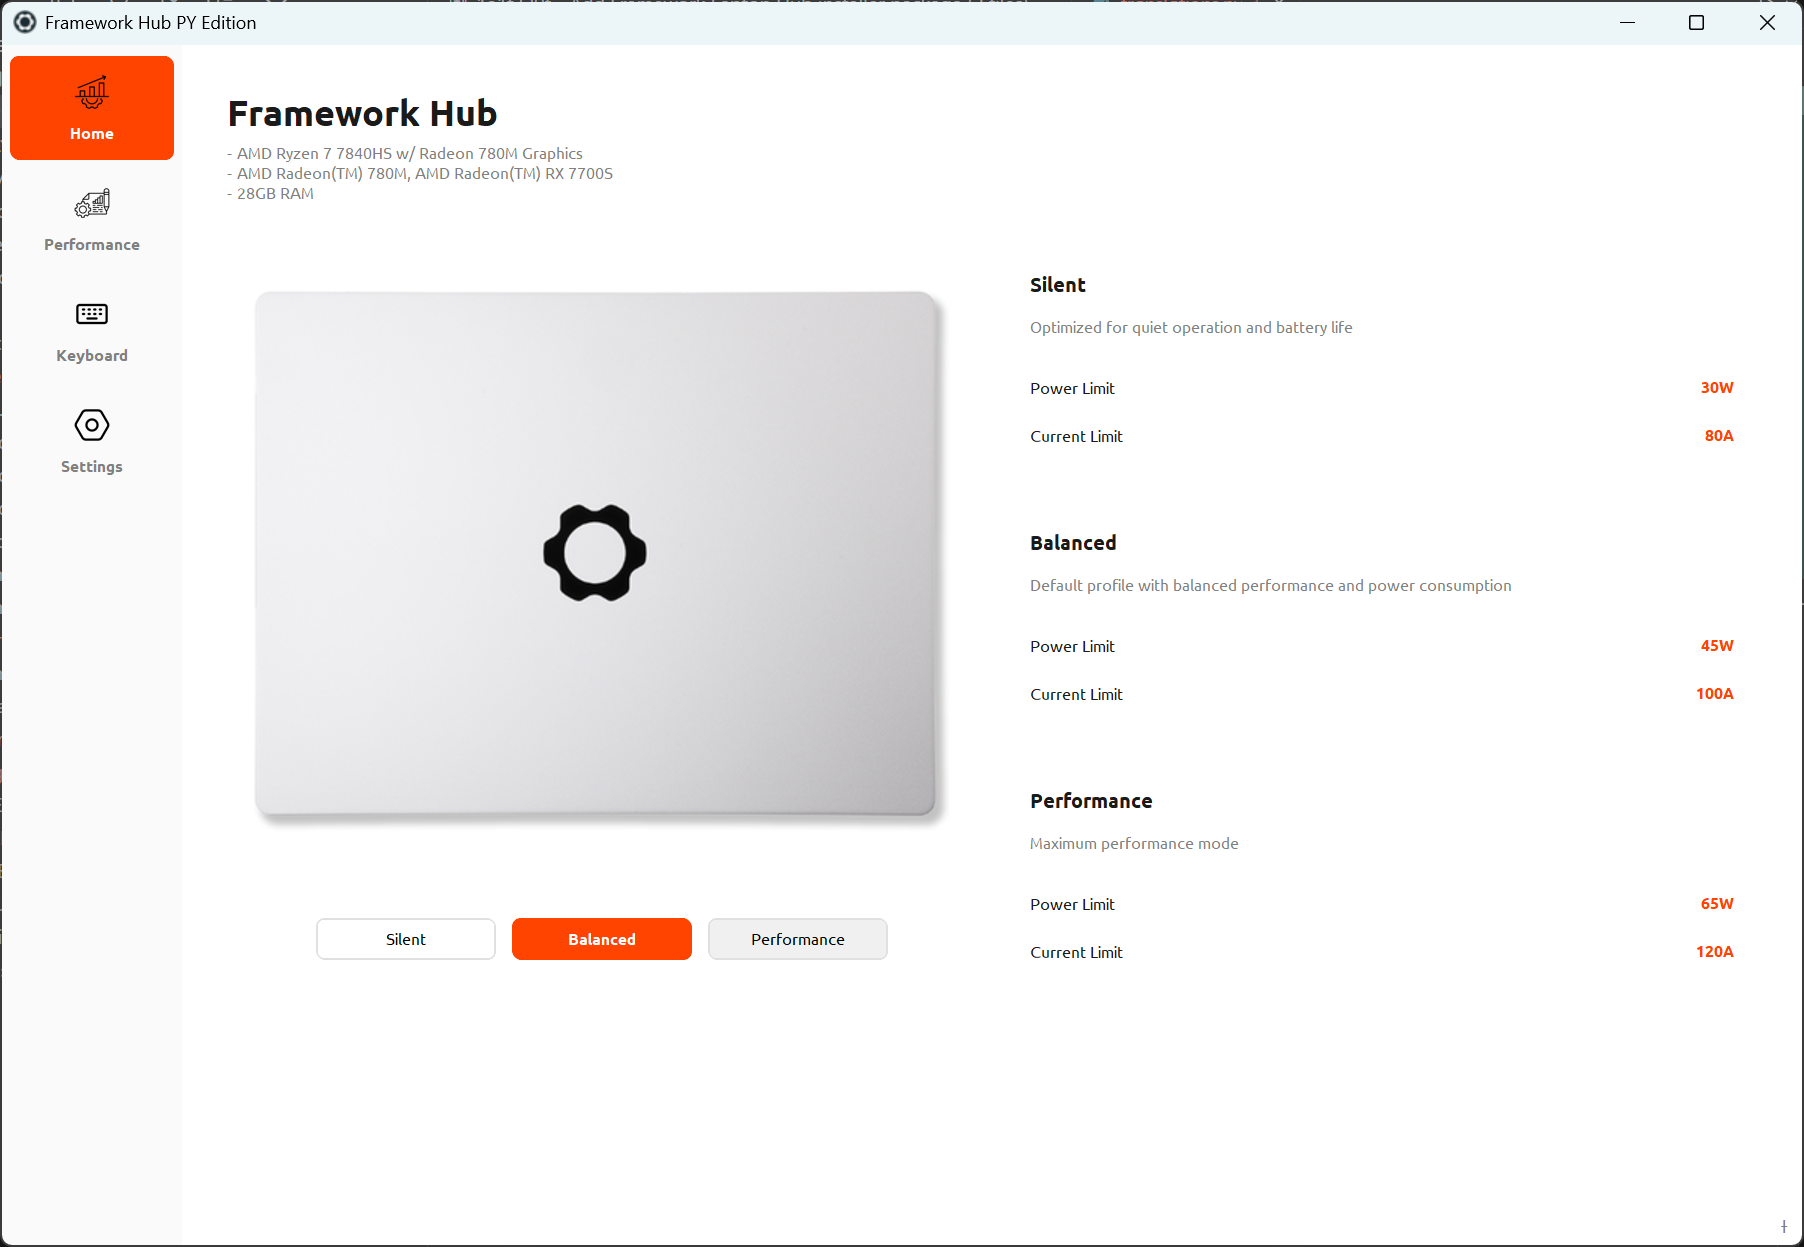 Framework Hub PY Edition
Home
Performance
Keyboard
Settings
Framework Hub
- AMD Ryzen 7 7840HS w/ Radeon 780M Graphics
- AMD Radeon(TM) 780M, AMD Radeon(TM) RX 7700S
- 28GB RAM
Silent
Balanced
Performance
Silent
Optimized for quiet operation and battery life
Power Limit 30W
Current Limit 80A
Balanced
Default profile with balanced performance and power consumption
Power Limit 45W
Current Limit 100A
Performance
Maximum performance mode
Power Limit 65W
Current Limit 120A